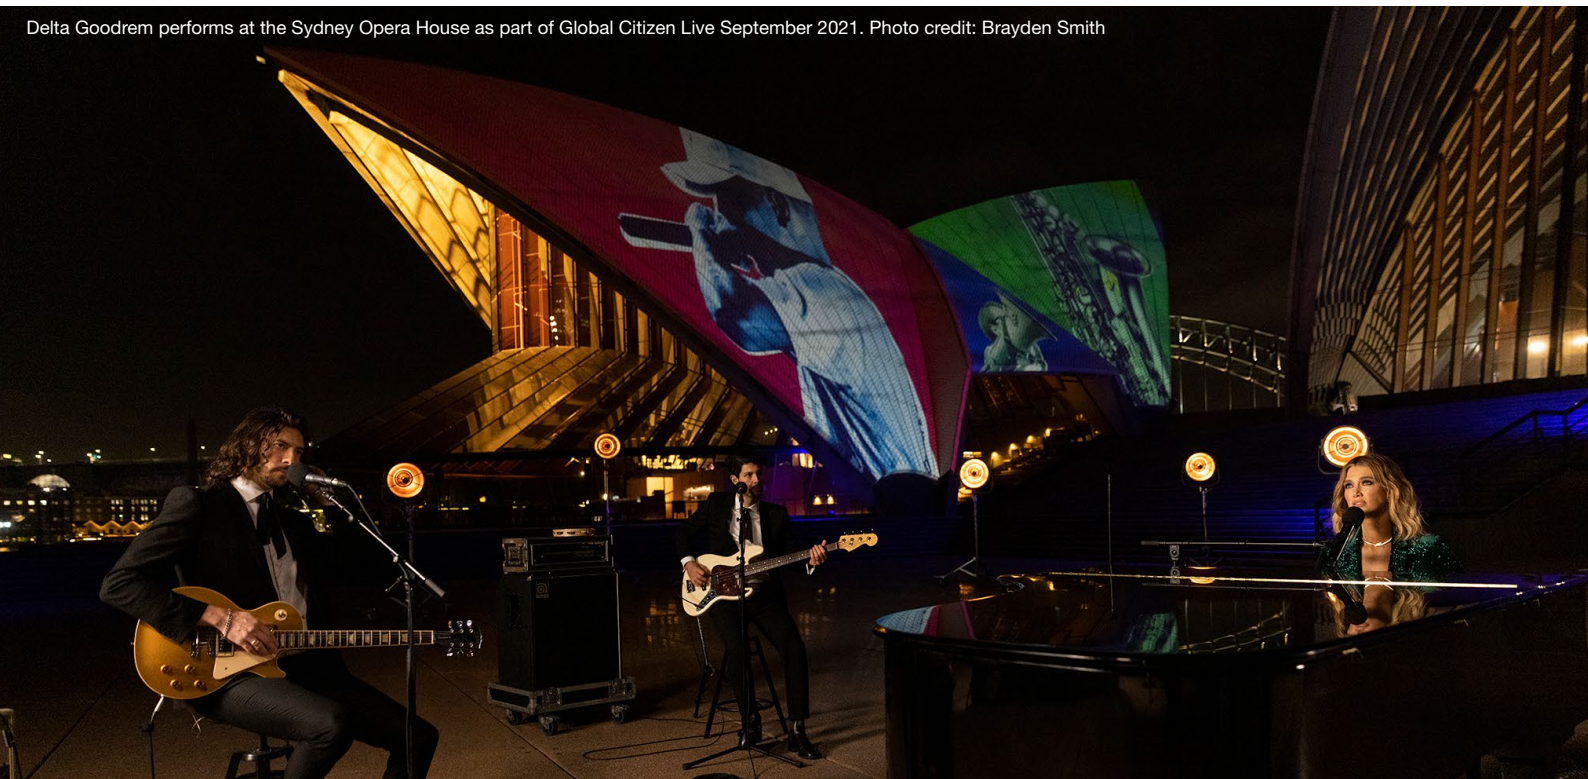 Delta Goodrem performs at the Sydney Opera House as part of Global Citizen Live September 2021. Photo credit: Brayden Smith